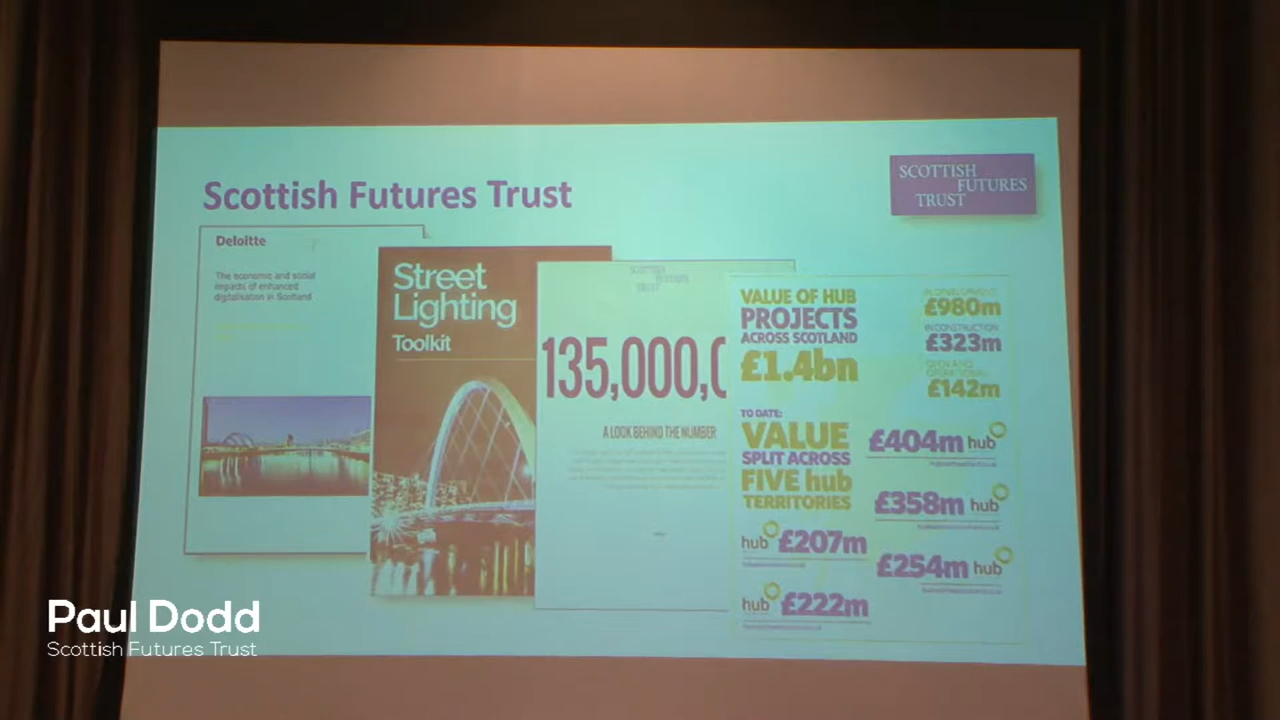 Scottish Futures Trust
SCOTTISH
FUTURES
TRUST
Deloitte
The economic and social
impacts of enhanced
digitalisation in Scotland
Street
Lighting
Toolkit
SCOTTISH
FUTURES
TRUST
135,000,0
A LOOK BEHIND THE NUMBER
VALUE OF HUB
PROJECTS
ACROSS SCOTLAND
£1.4bn
IN DEVELOPMENT
£980m
IN CONSTRUCTION
£323m
OPEN AND
OPERATIONAL
£142m
TO DATE:
VALUE
SPLIT ACROSS
FIVE hub
TERRITORIES
£404m hub
£358m hub
hub £207m
£254m hub
hub £222m
Paul Dodd
Scottish Futures Trust